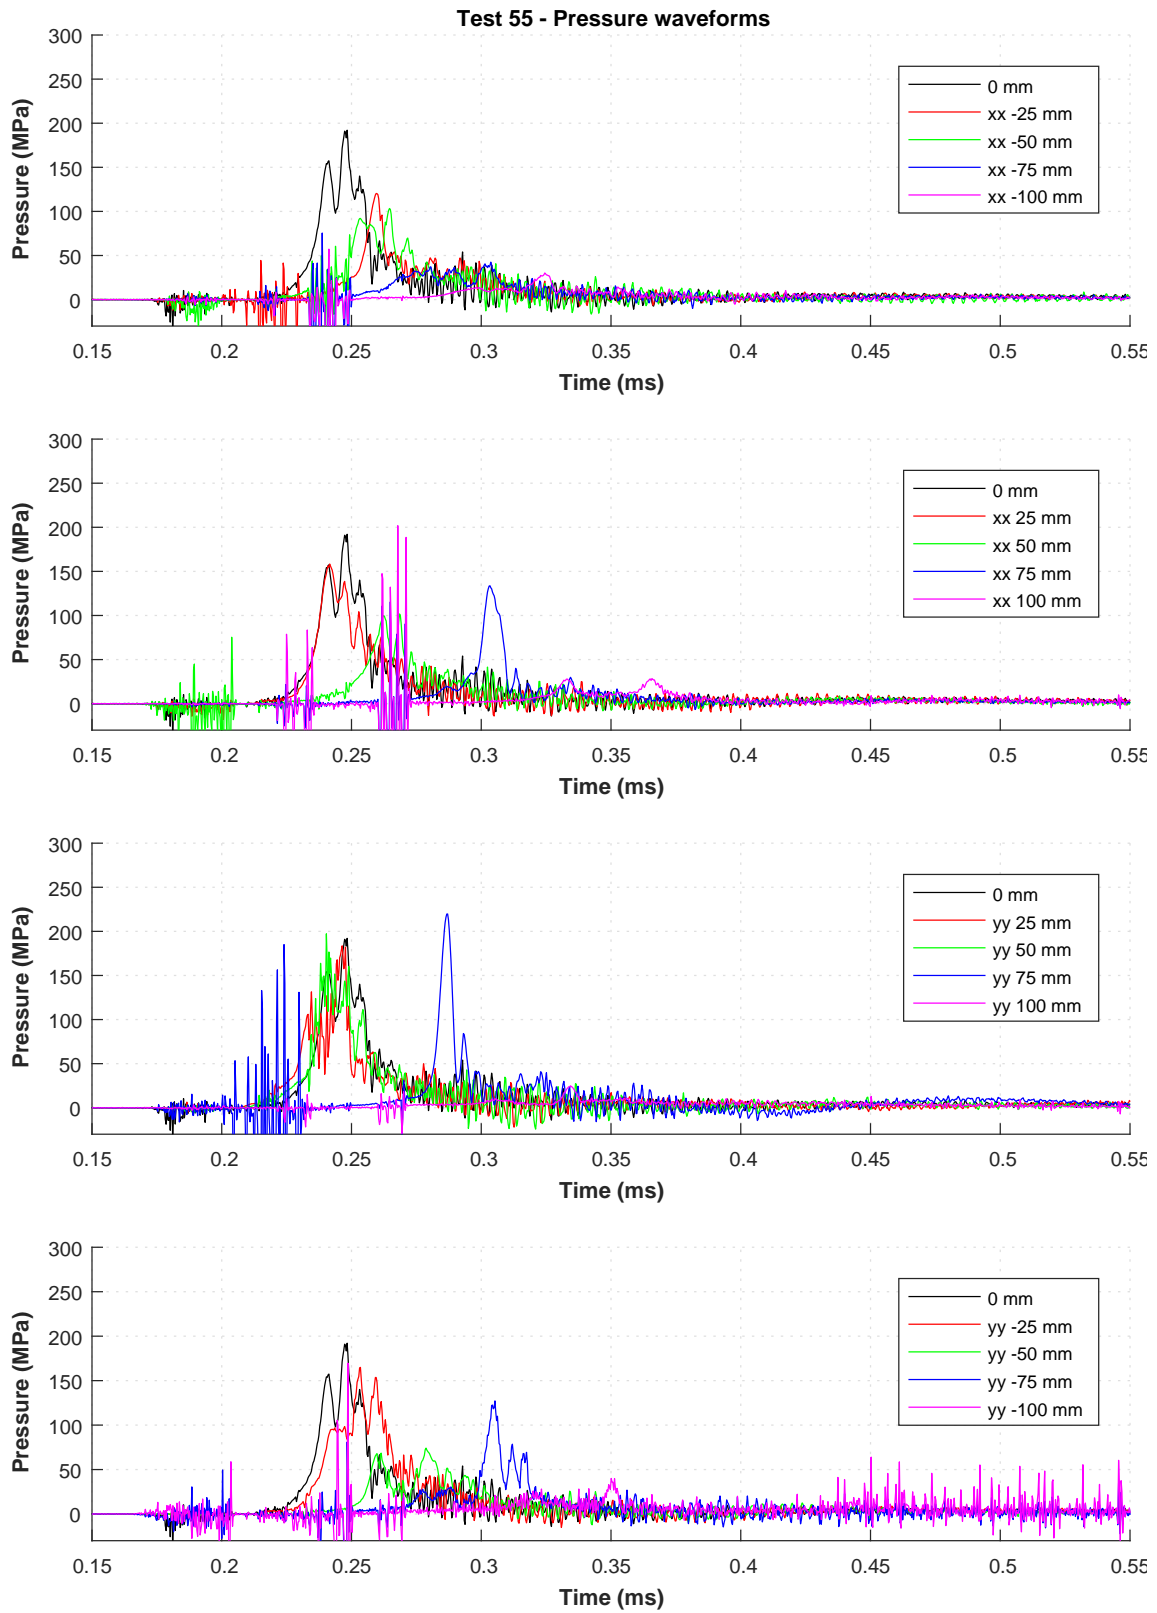 Test 55 - Pressure waveforms
300
250
200
150
100
50
0
Pressure (MPa)
0 mm
xx -25 mm
xx -50 mm
xx -75 mm
xx -100 mm
0.15 0.2 0.25 0.3 0.35 0.4 0.45 0.5 0.55
Time (ms)
300
250
200
150
100
50
0
Pressure (MPa)
0 mm
xx 25 mm
xx 50 mm
xx 75 mm
xx 100 mm
0.15 0.2 0.25 0.3 0.35 0.4 0.45 0.5 0.55
Time (ms)
300
250
200
150
100
50
0
Pressure (MPa)
0 mm
yy 25 mm
yy 50 mm
yy 75 mm
yy 100 mm
0.15 0.2 0.25 0.3 0.35 0.4 0.45 0.5 0.55
Time (ms)
300
250
200
150
100
50
0
Pressure (MPa)
0 mm
yy -25 mm
yy -50 mm
yy -75 mm
yy -100 mm
0.15 0.2 0.25 0.3 0.35 0.4 0.45 0.5 0.55
Time (ms)